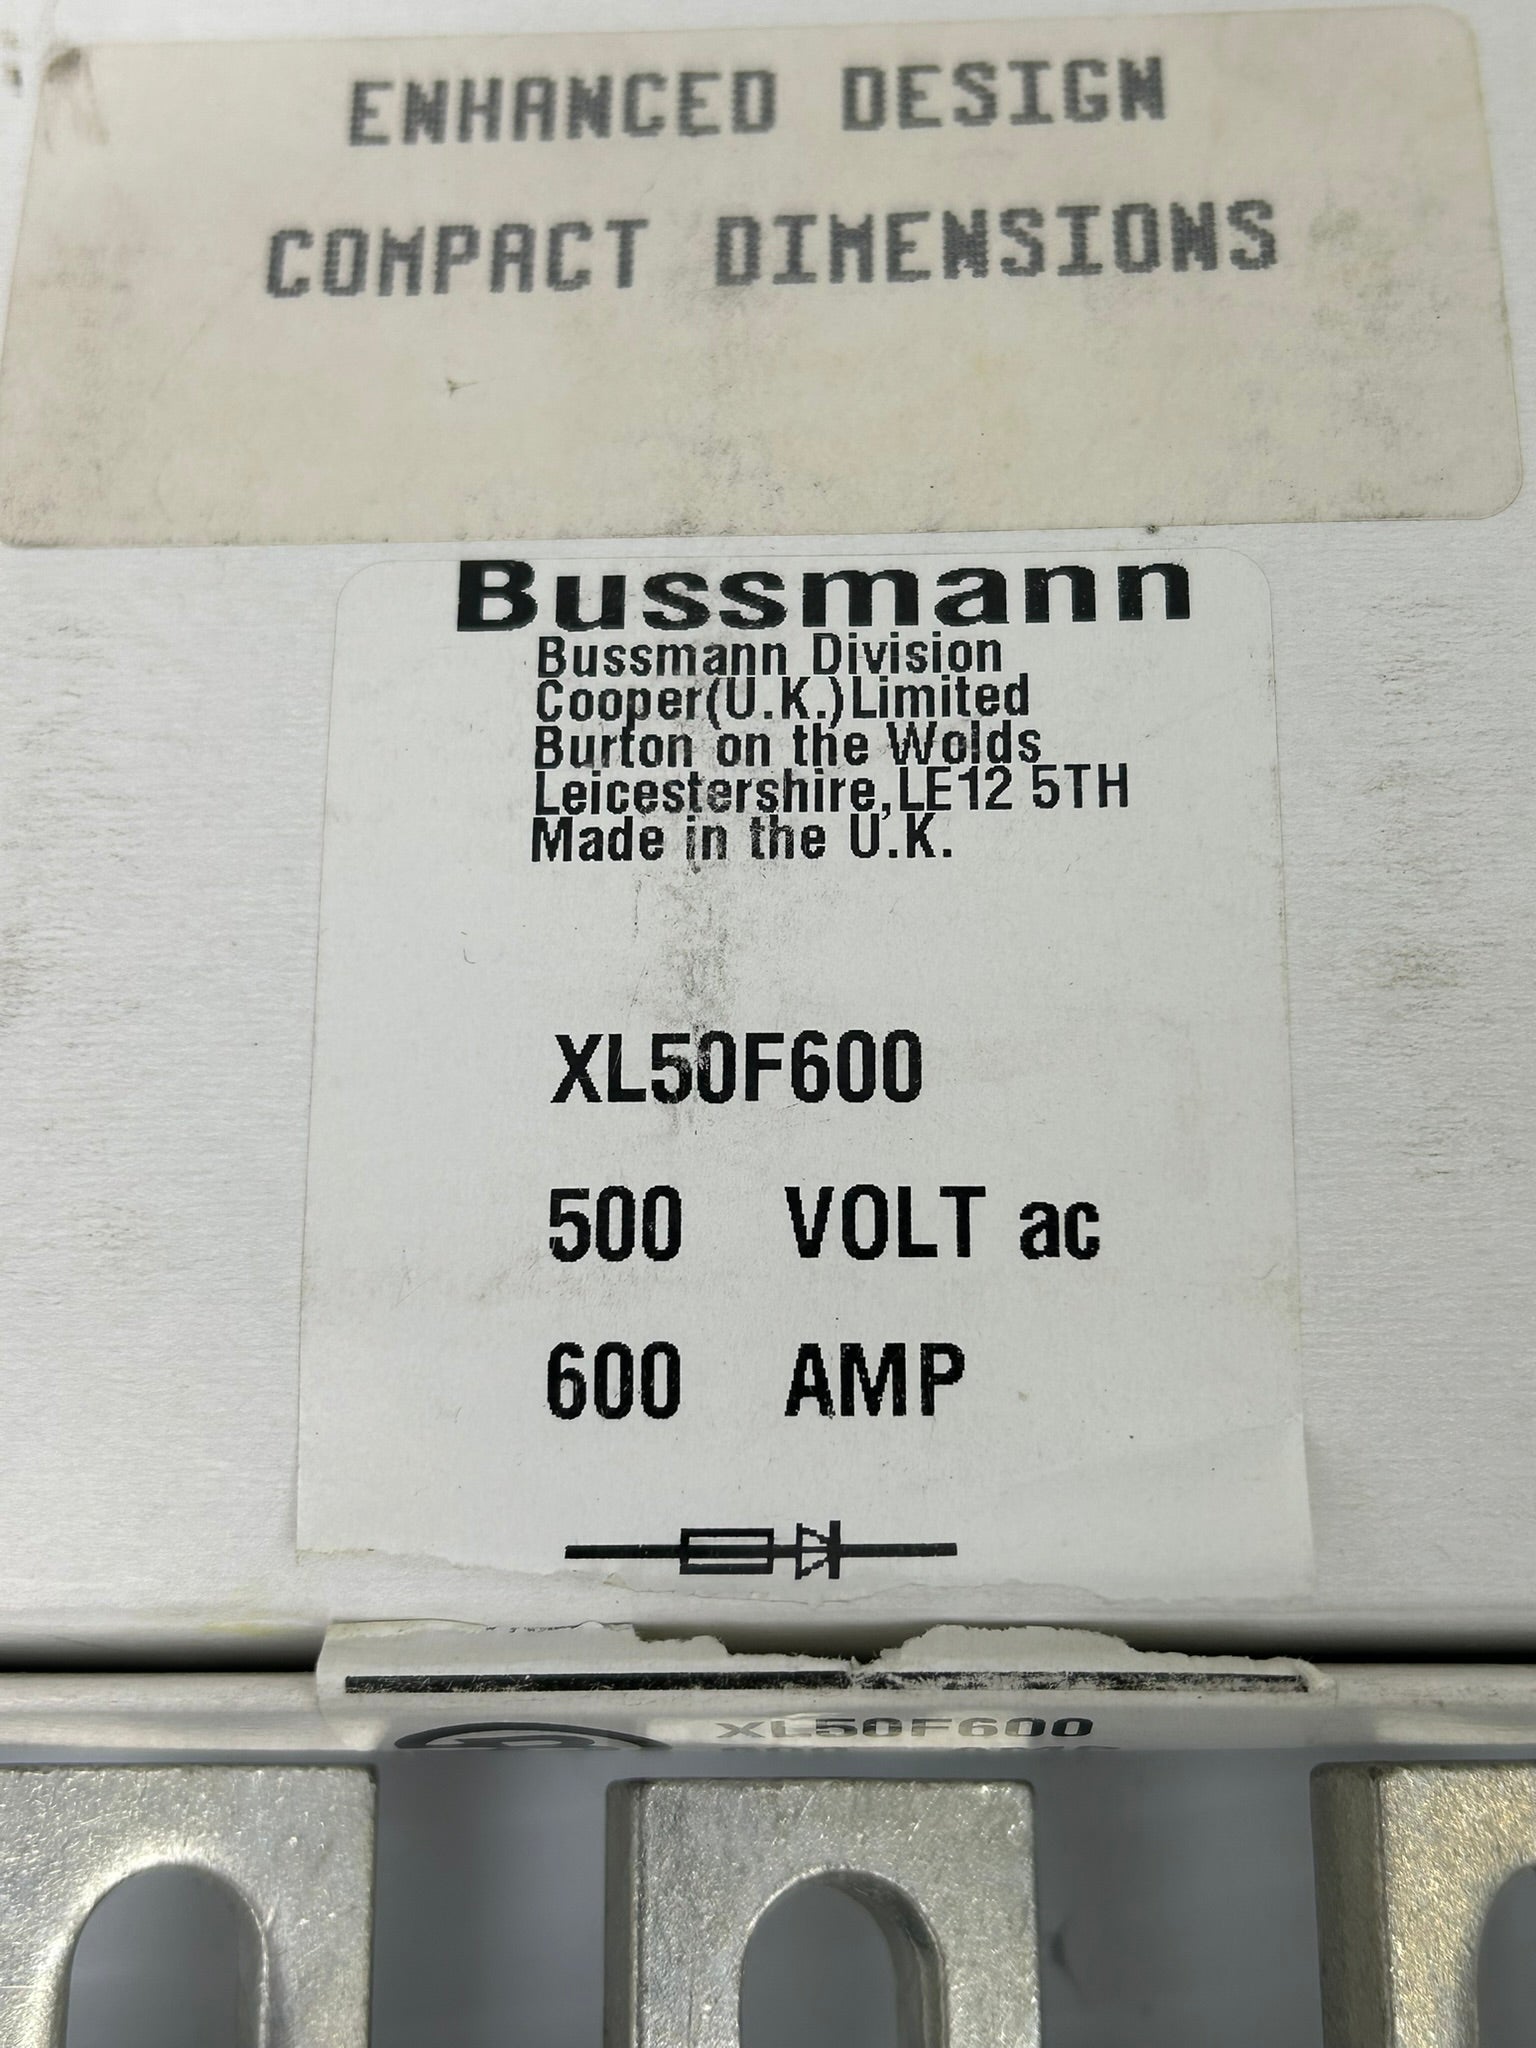 ENHANCED DESIGN
COMPACT DIMENSIONS
Bussmann
Bussmann Division
Cooper(U.K.)Limited
Burton on the Wolds
Leicestershire,LE12 5TH
Made in the U.K.
XL50F600
500 VOLT ac
600 AMP
XL50F600